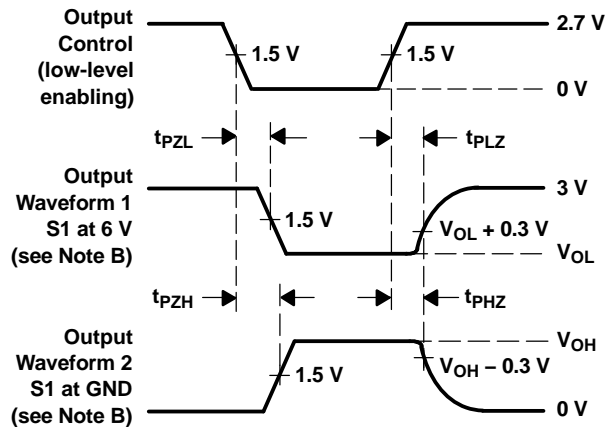 Output
Control
(low-level
enabling)
1.5 V
1.5 V
2.7 V
0 V
tPZL
tPLZ
Output
Waveform 1
S1 at 6 V
(see Note B)
1.5 V
3 V
VOL + 0.3 V
VOL
tPZH
tPHZ
Output
Waveform 2
S1 at GND
(see Note B)
1.5 V
VOH
VOH − 0.3 V
0 V